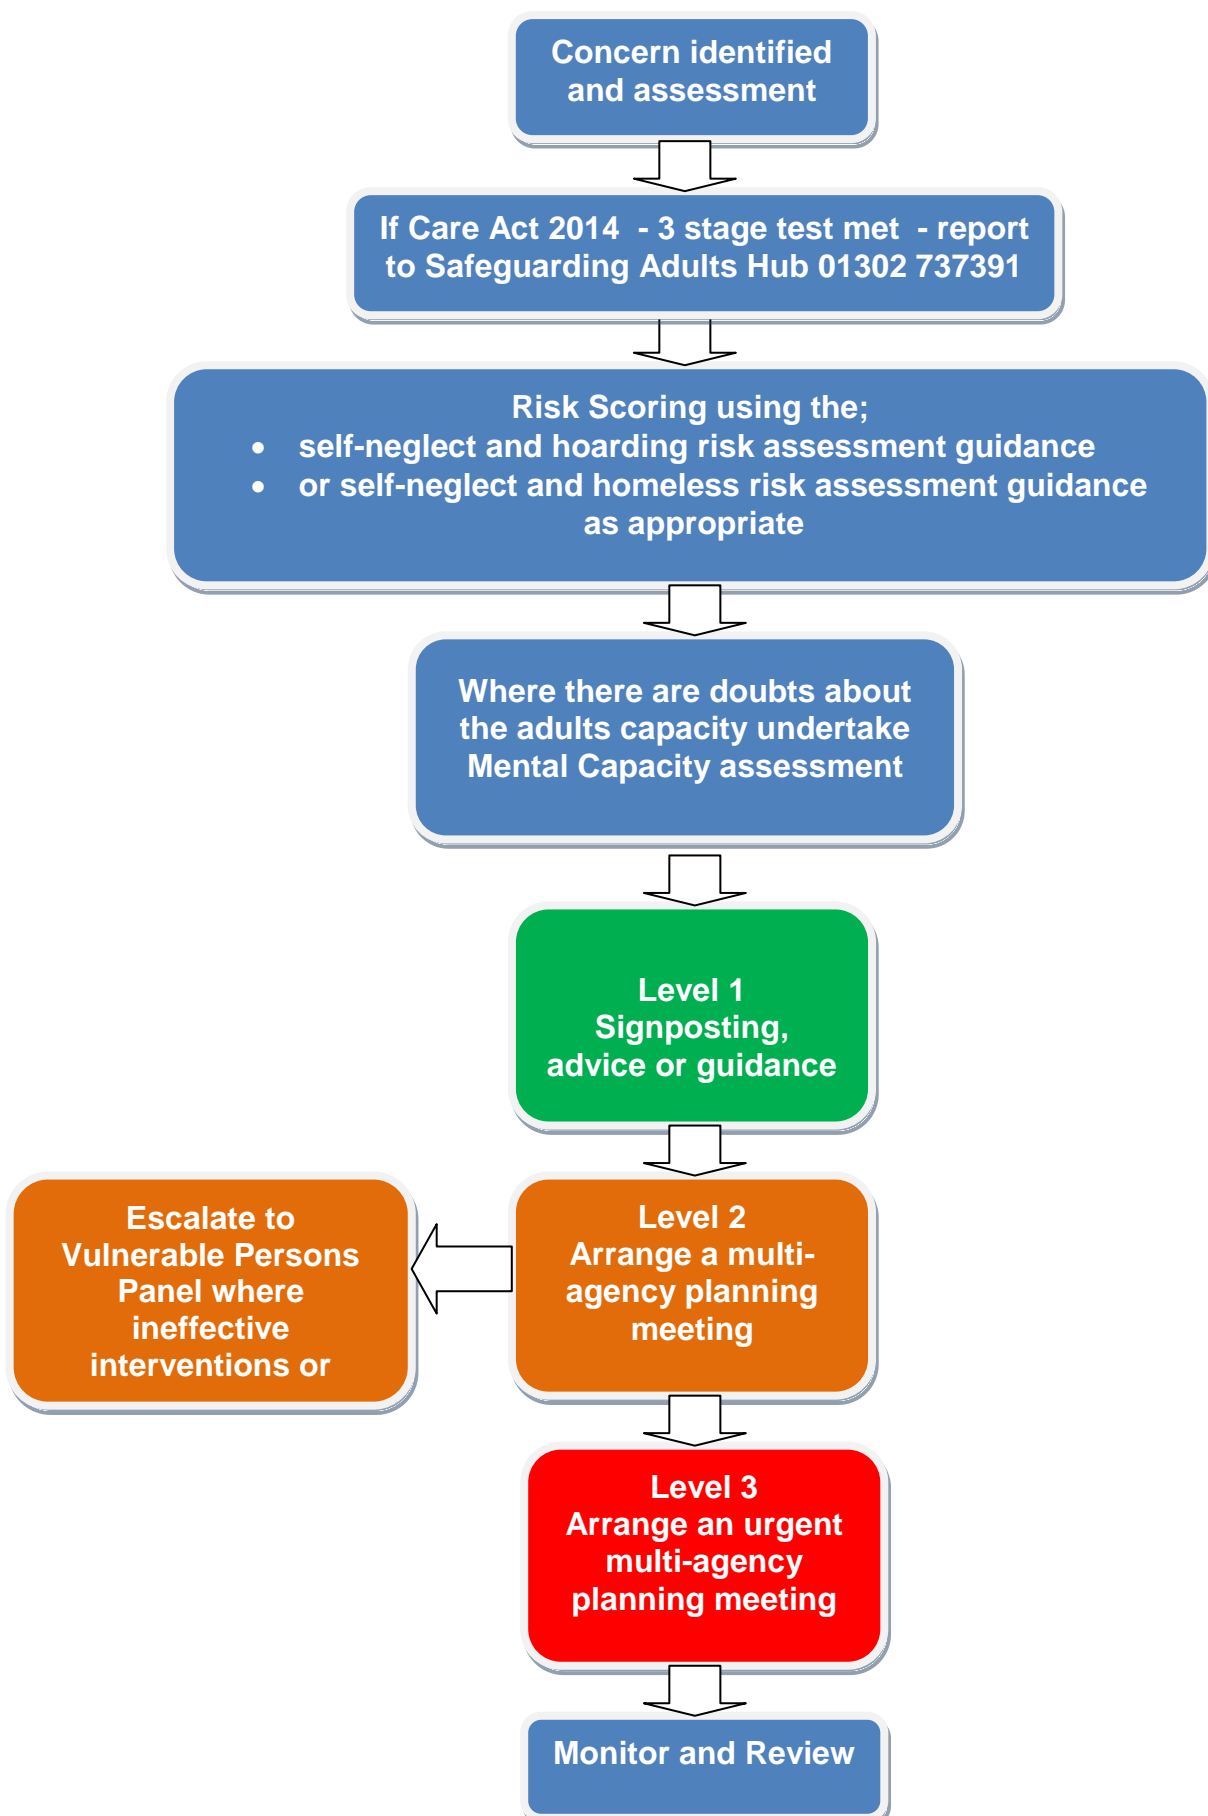 Concern identified
and assessment
If Care Act 2014 - 3 stage test met - report
to Safeguarding Adults Hub 01302 737391
Risk Scoring using the;
• self-neglect and hoarding risk assessment guidance
• or self-neglect and homeless risk assessment guidance
as appropriate
Where there are doubts about
the adults capacity undertake
Mental Capacity assessment
Level 1
Signposting,
advice or guidance
Level 2
Arrange a multi-
agency planning
meeting
Escalate to
Vulnerable Persons
Panel where
ineffective
interventions or
Level 3
Arrange an urgent
multi-agency
planning meeting
Monitor and Review